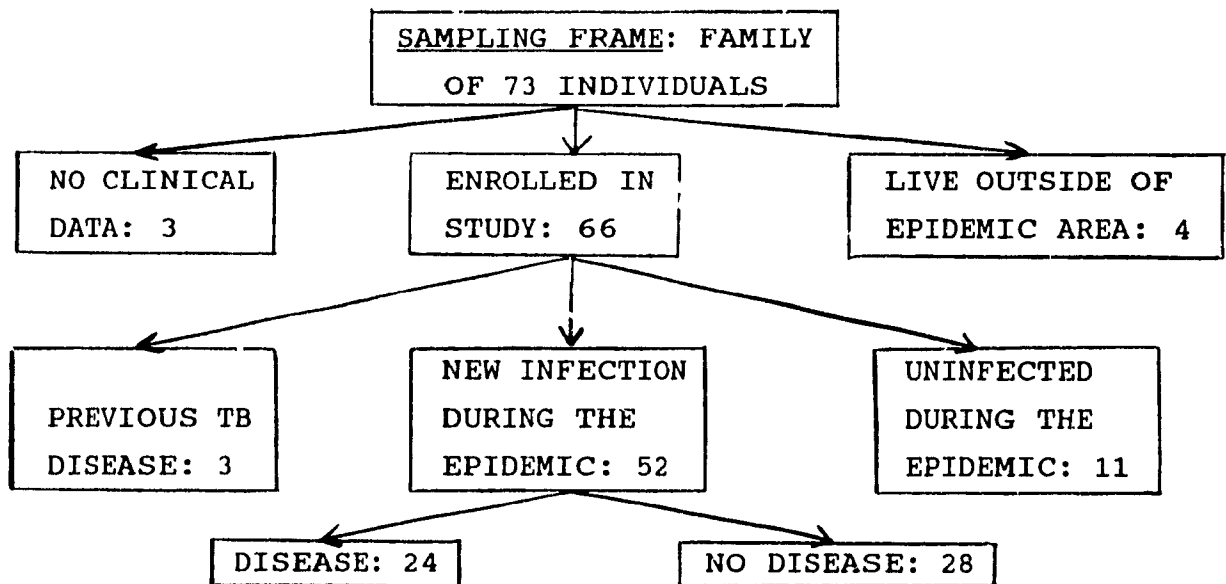 SAMPLING FRAME: FAMILY
OF 73 INDIVIDUALS
NO CLINICAL
DATA: 3
ENROLLED IN
STUDY: 66
LIVE OUTSIDE OF
EPIDEMIC AREA: 4
PREVIOUS TB
DISEASE: 3
NEW INFECTION
DURING THE
EPIDEMIC: 52
UNINFECTED
DURING THE
EPIDEMIC: 11
DISEASE: 24
NO DISEASE: 28